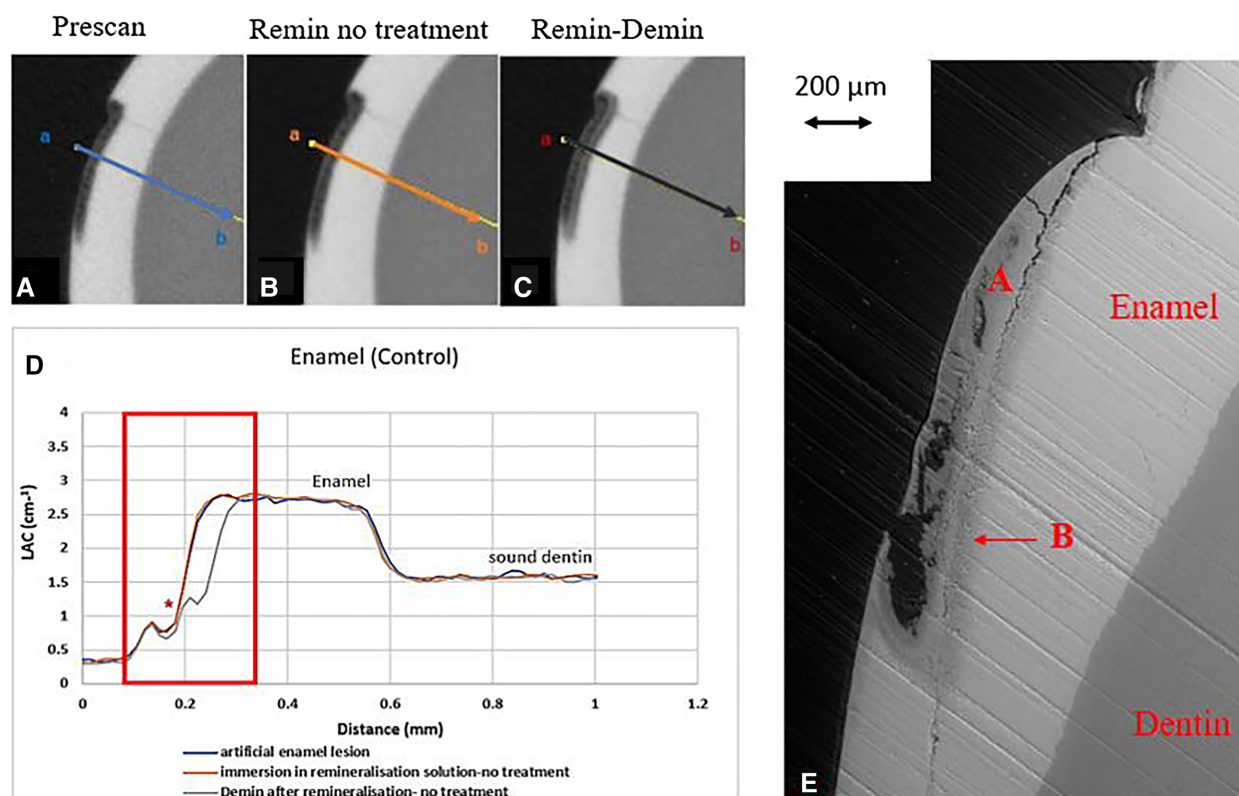 Prescan
Remin no treatment
Remin-Demin
a
b
A
a
b
B
a
b
C
D
Enamel (Control)
4
3.5
3
2.5
2
1.5
1
0.5
0
LAC (cm-¹)
Enamel
sound dentin
0
0.2
0.4
0.6
0.8
1
1.2
Distance (mm)
artificial enamel lesion
immersion in remineralisation solution-no treatment
Demin after remineralisation- no treatment
200 µm
A
Enamel
B
Dentin
E